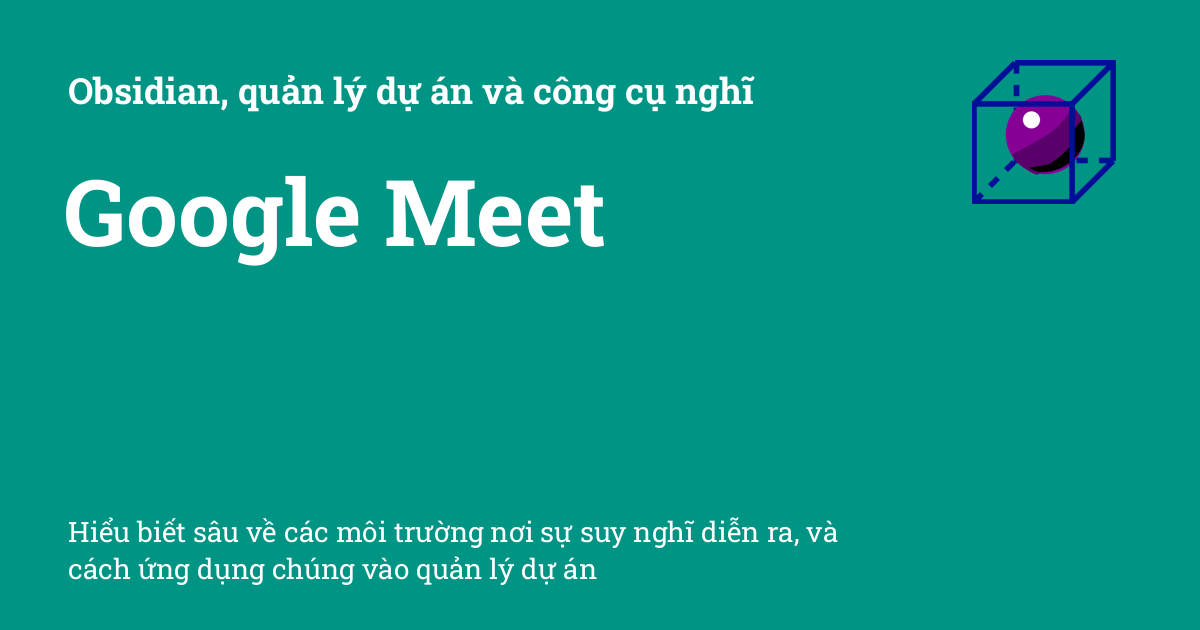 Obsidian, quản lý dự án và công cụ nghĩ
Google Meet
Hiểu biết sâu về các môi trường nơi sự suy nghĩ diễn ra, và
cách ứng dụng chúng vào quản lý dự án